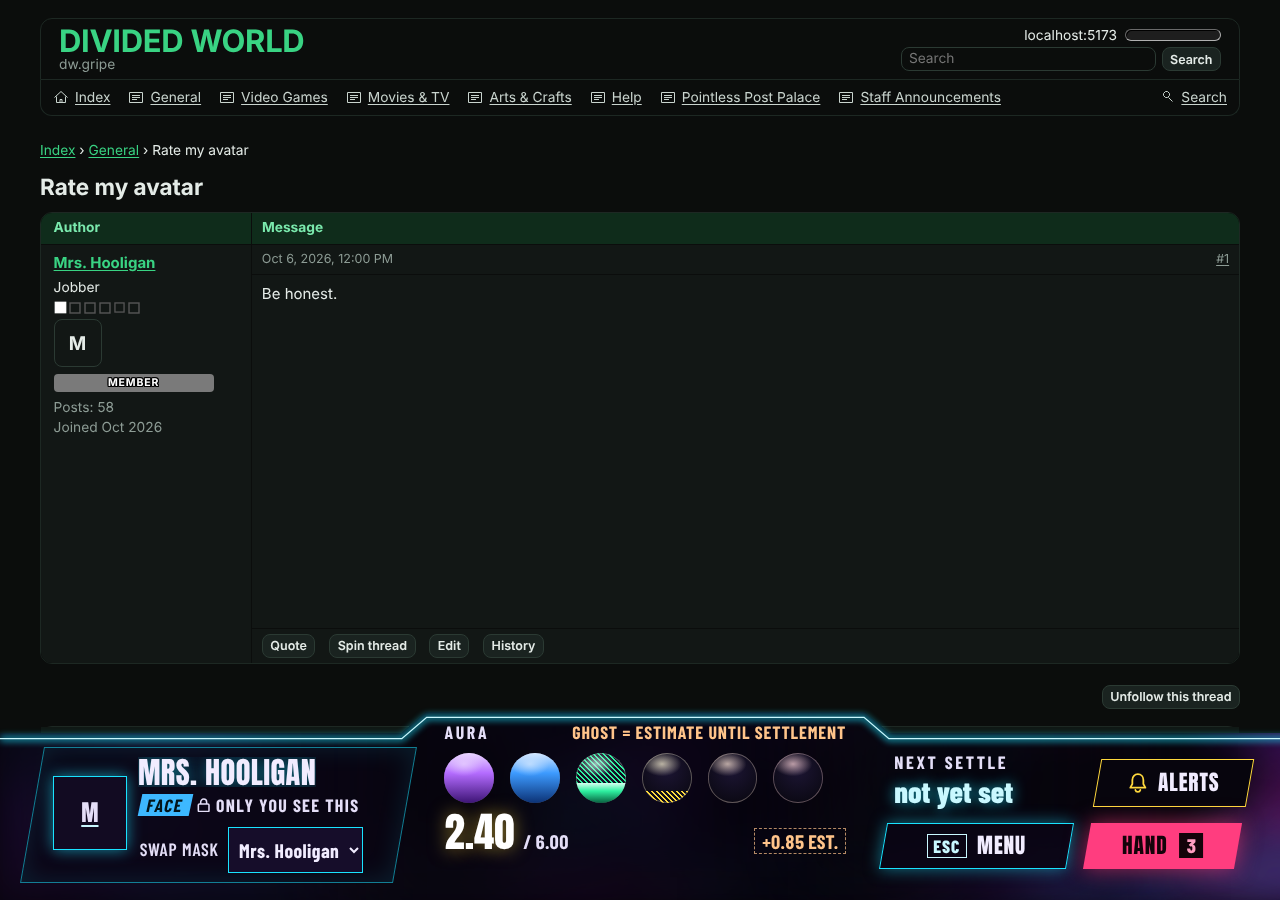 DIVIDED WORLD
dw.gripe
localhost:5173
Search
Search
Index
General
Video Games
Movies & TV
Arts & Crafts
Help
Pointless Post Palace
Staff Announcements
Search
Index › General › Rate my avatar
Rate my avatar
Author
Message
Mrs. Hooligan
Jobber
M
MEMBER
Posts: 58
Joined Oct 2026
Oct 6, 2026, 12:00 PM
#1
Be honest.
Quote
Spin thread
Edit
History
Unfollow this thread
M
MRS. HOOLIGAN
FACE
ONLY YOU SEE THIS
SWAP MASK
Mrs. Hooligan
AURA
GHOST = ESTIMATE UNTIL SETTLEMENT
2.40 / 6.00
+0.85 EST.
NEXT SETTLE
not yet set
ALERTS
ESC MENU
HAND 3